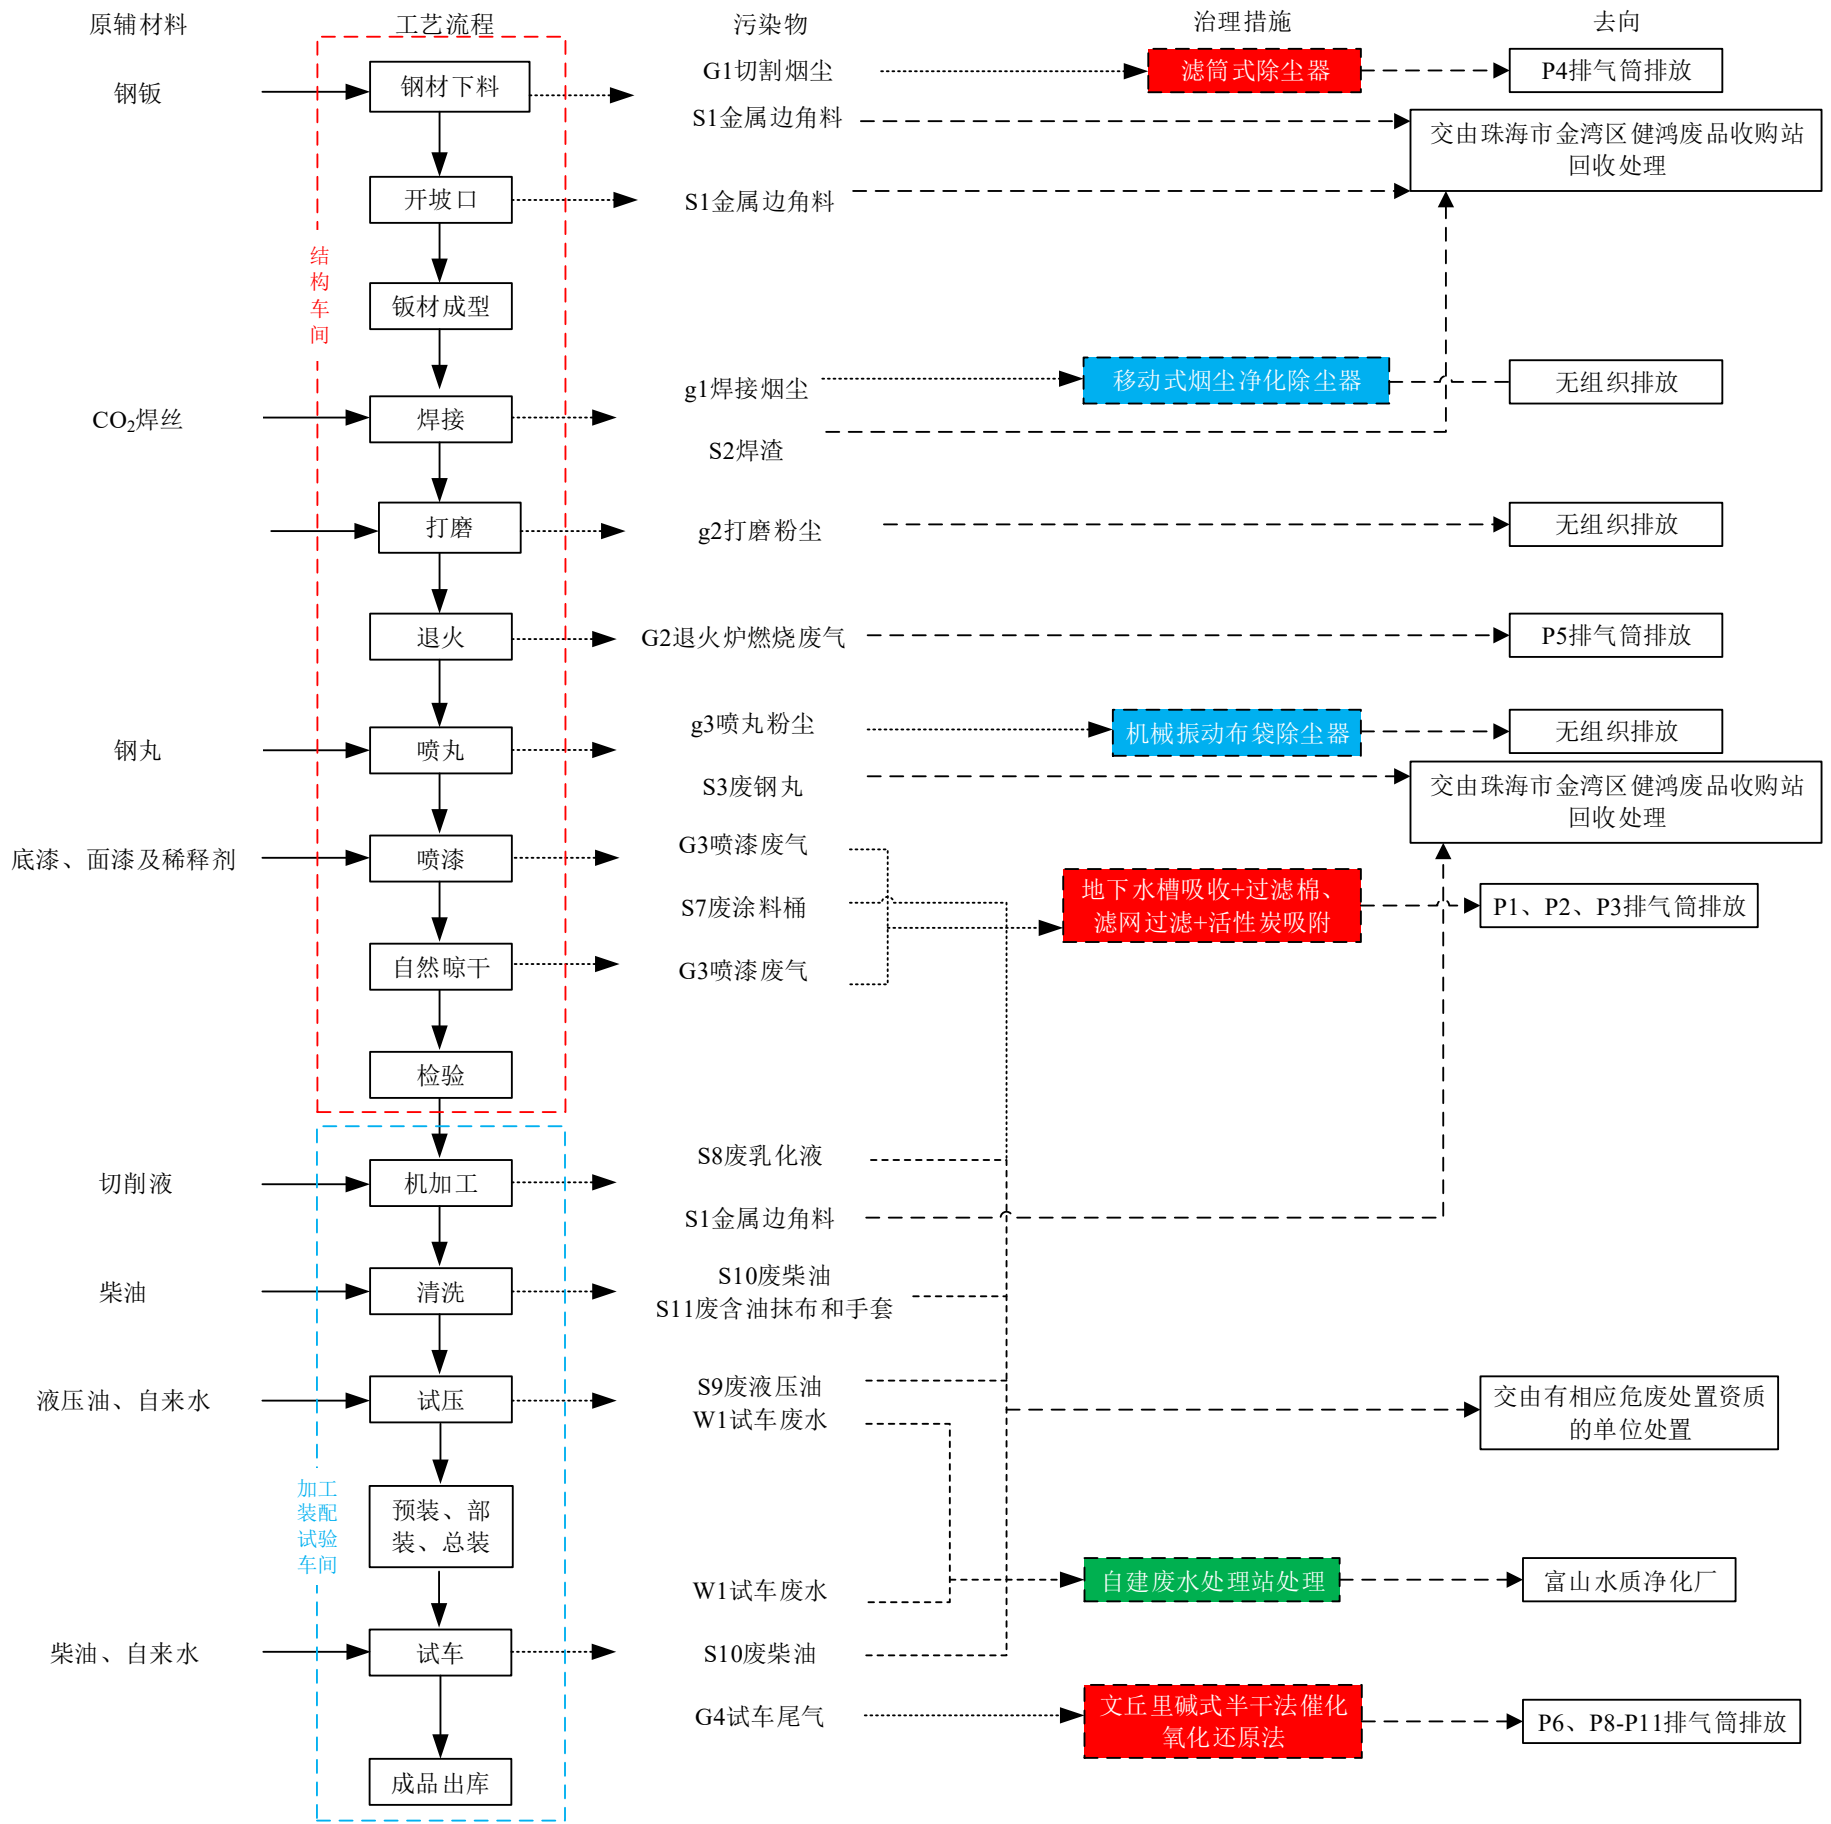 原辅材料
工艺流程
污染物
治理措施
去向
钢钣
钢材下料
G1切割烟尘
滤筒式除尘器
P4排气筒排放
S1金属边角料
交由珠海市金湾区健鸿废品收购站
回收处理
开坡口
S1金属边角料
结
构
车
间
钣材成型
g1焊接烟尘
移动式烟尘净化除尘器
无组织排放
CO₂焊丝
焊接
S2焊渣
打磨
g2打磨粉尘
无组织排放
退火
G2退火炉燃烧废气
P5排气筒排放
钢丸
喷丸
g3喷丸粉尘
机械振动布袋除尘器
无组织排放
S3废钢丸
交由珠海市金湾区健鸿废品收购站
回收处理
底漆、面漆及稀释剂
喷漆
G3喷漆废气
S7废涂料桶
地下水槽吸收+过滤棉、
滤网过滤+活性炭吸附
P1、P2、P3排气筒排放
自然晾干
G3喷漆废气
检验
切削液
机加工
S8废乳化液
S1金属边角料
柴油
清洗
S10废柴油
S11废含油抹布和手套
液压油、自来水
试压
S9废液压油
W1试车废水
交由有相应危废处置资质
的单位处置
加工
装配
试验
车间
预装、部
装、总装
W1试车废水
自建废水处理站处理
富山水质净化厂
柴油、自来水
试车
S10废柴油
G4试车尾气
文丘里碱式半干法催化
氧化还原法
P6、P8-P11排气筒排放
成品出库